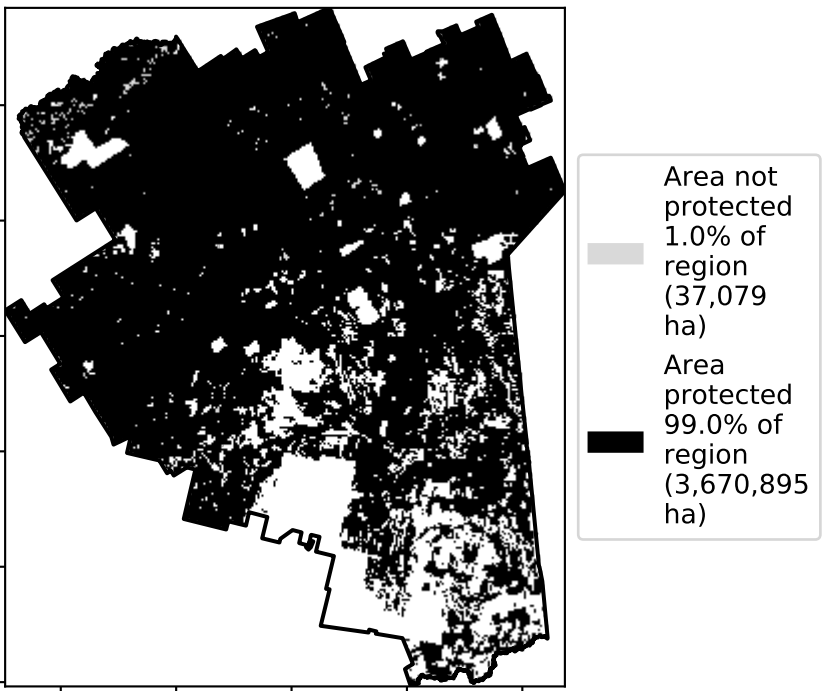 Area not
protected
1.0% of
region
(37,079
ha)
Area
protected
99.0% of
region
(3,670,895
ha)